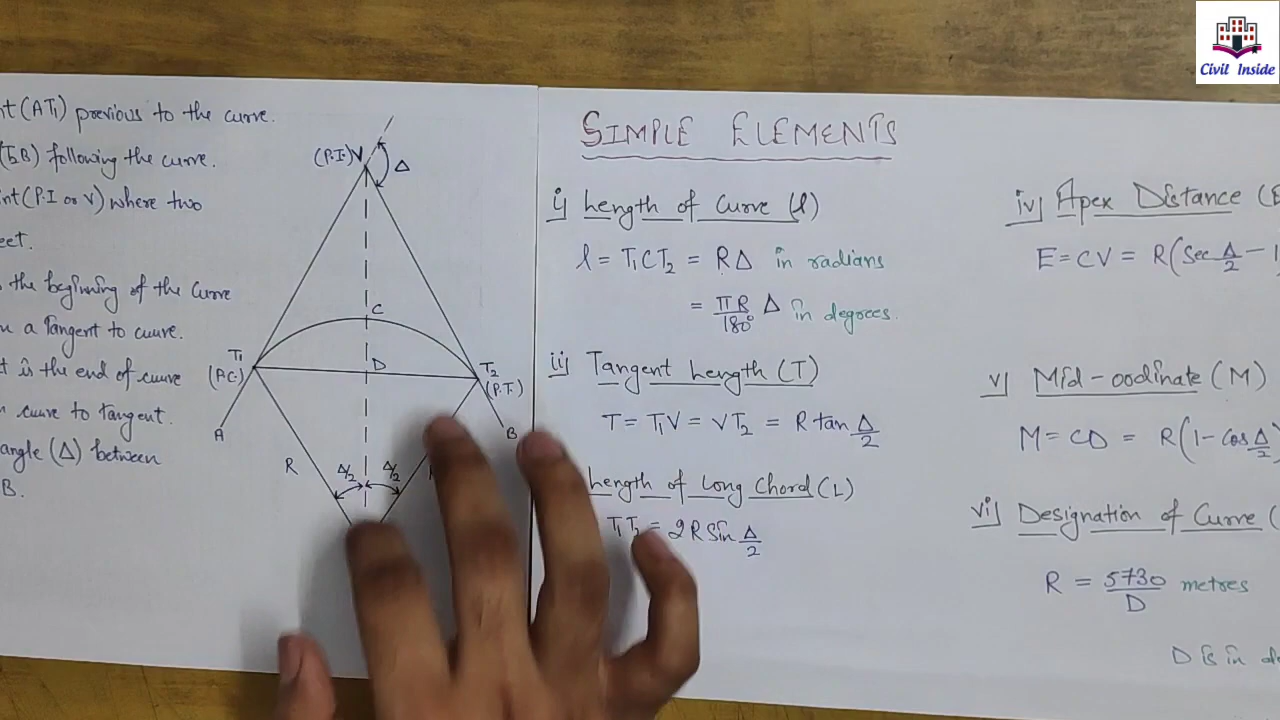 Civil Inside
nt (AT1) previous to the curve.
(T2B) following the curve.
int (P.I or V) where two
eet.
the beginning of the curve
a Tangent to curve.
t is the end of curve
curve to tangent.
angle (Δ) between
B.
(P.I) V
Δ
C
D
T1
(P.C)
T2
(P.T.)
A
B
R
Δ/2
Δ/2
SIMPLE ELEMENTS
i) Length of Curve (l)
l = T1CT2 = RΔ in radians
= πR/180° Δ in degrees.
ii) Tangent Length (T)
T = T1V = VT2 = R tan Δ/2
Length of Long Chord (L)
T1T2 = 2R Sin Δ/2
iv) Apex Distance (E
E = CV = R(Sec Δ/2 - 1
v) Mid-oodinate (M)
M = CD = R(1 - Cos Δ/2)
vi) Designation of Curve (
R = 5730/D metres
D is in de